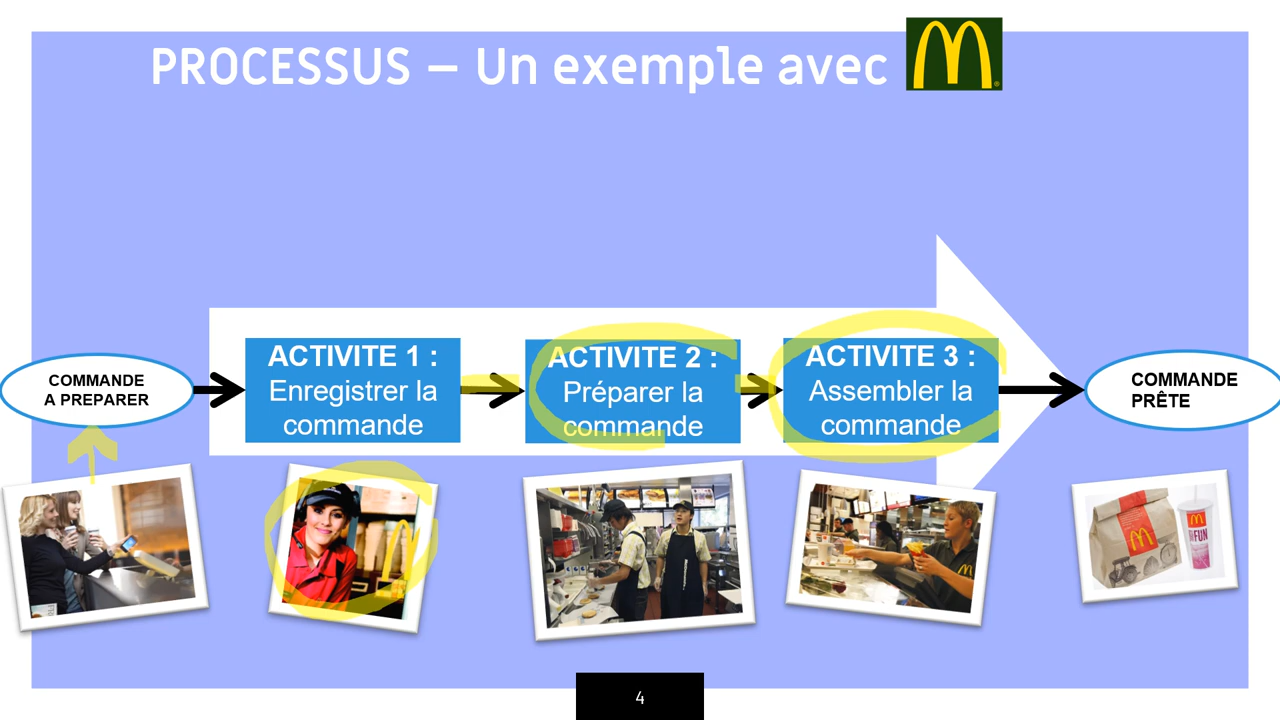 PROCESSUS – Un exemple avec
COMMANDE
A PREPARER
ACTIVITE 1 :
Enregistrer la
commande
ACTIVITE 2 :
Préparer la
commande
ACTIVITE 3 :
Assembler la
commande
COMMANDE
PRÊTE
FUN
4